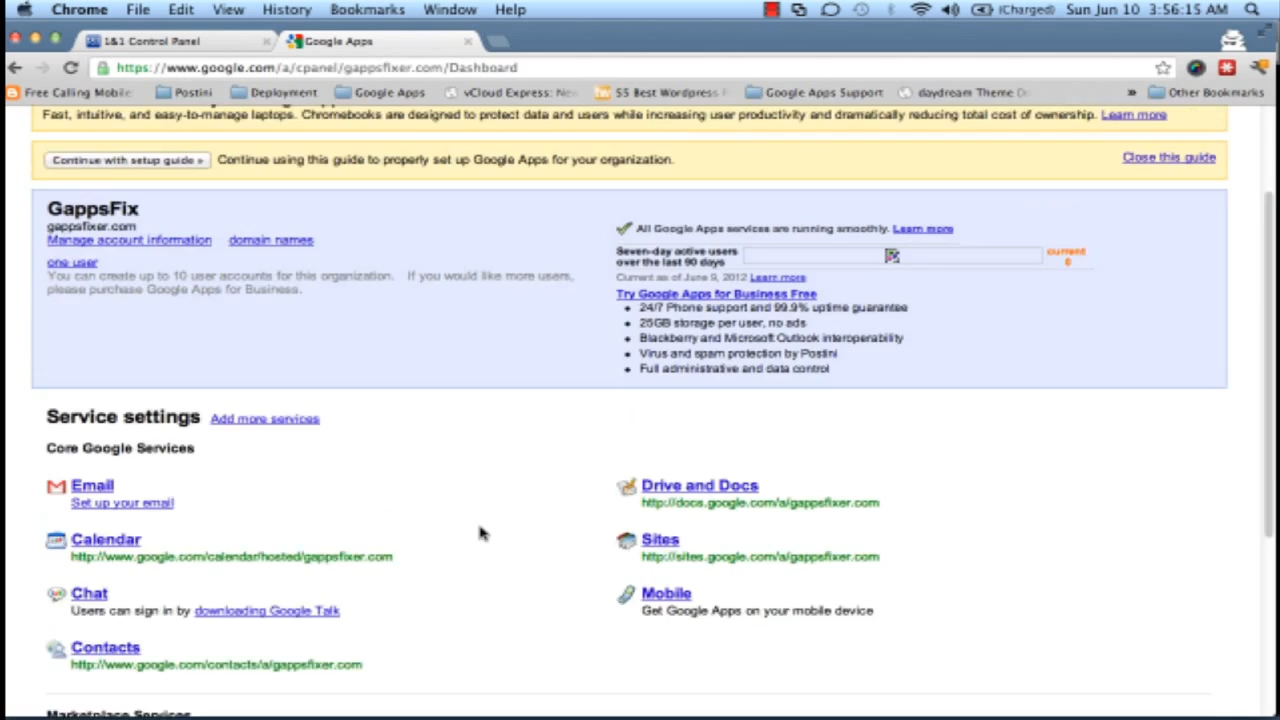 Chrome File Edit View History Bookmarks Window Help (Charged) Sun Jun 10 3:56:15 AM
1&1 Control Panel Google Apps
https://www.google.com/a/cpanel/gappsfixer.com/Dashboard
Free Calling Mobile Postini Deployment Google Apps vCloud Express: Ne 55 Best Wordpress Google Apps Support daydream Theme Do » Other Bookmarks
Fast, intuitive, and easy-to-manage laptops. Chromebooks are designed to protect data and users while increasing user productivity and dramatically reducing total cost of ownership. Learn more
Continue with setup guide » Continue using this guide to properly set up Google Apps for your organization. Close this guide
GappsFix
gappsfixer.com
Manage account information domain names
one user
You can create up to 10 user accounts for this organization. If you would like more users,
please purchase Google Apps for Business.
All Google Apps services are running smoothly. Learn more
Seven-day active users
over the last 90 days
current
0
Current as of June 9, 2012 Learn more
Try Google Apps for Business Free
• 24/7 Phone support and 99.9% uptime guarantee
• 25GB storage per user, no ads
• Blackberry and Microsoft Outlook interoperability
• Virus and spam protection by Postini
• Full administrative and data control
Service settings Add more services
Core Google Services
Email
Set up your email
Drive and Docs
http://docs.google.com/a/gappsfixer.com
Calendar
http://www.google.com/calendar/hosted/gappsfixer.com
Sites
http://sites.google.com/a/gappsfixer.com
Chat
Users can sign in by downloading Google Talk
Mobile
Get Google Apps on your mobile device
Contacts
http://www.google.com/contacts/a/gappsfixer.com
Marketplace Services